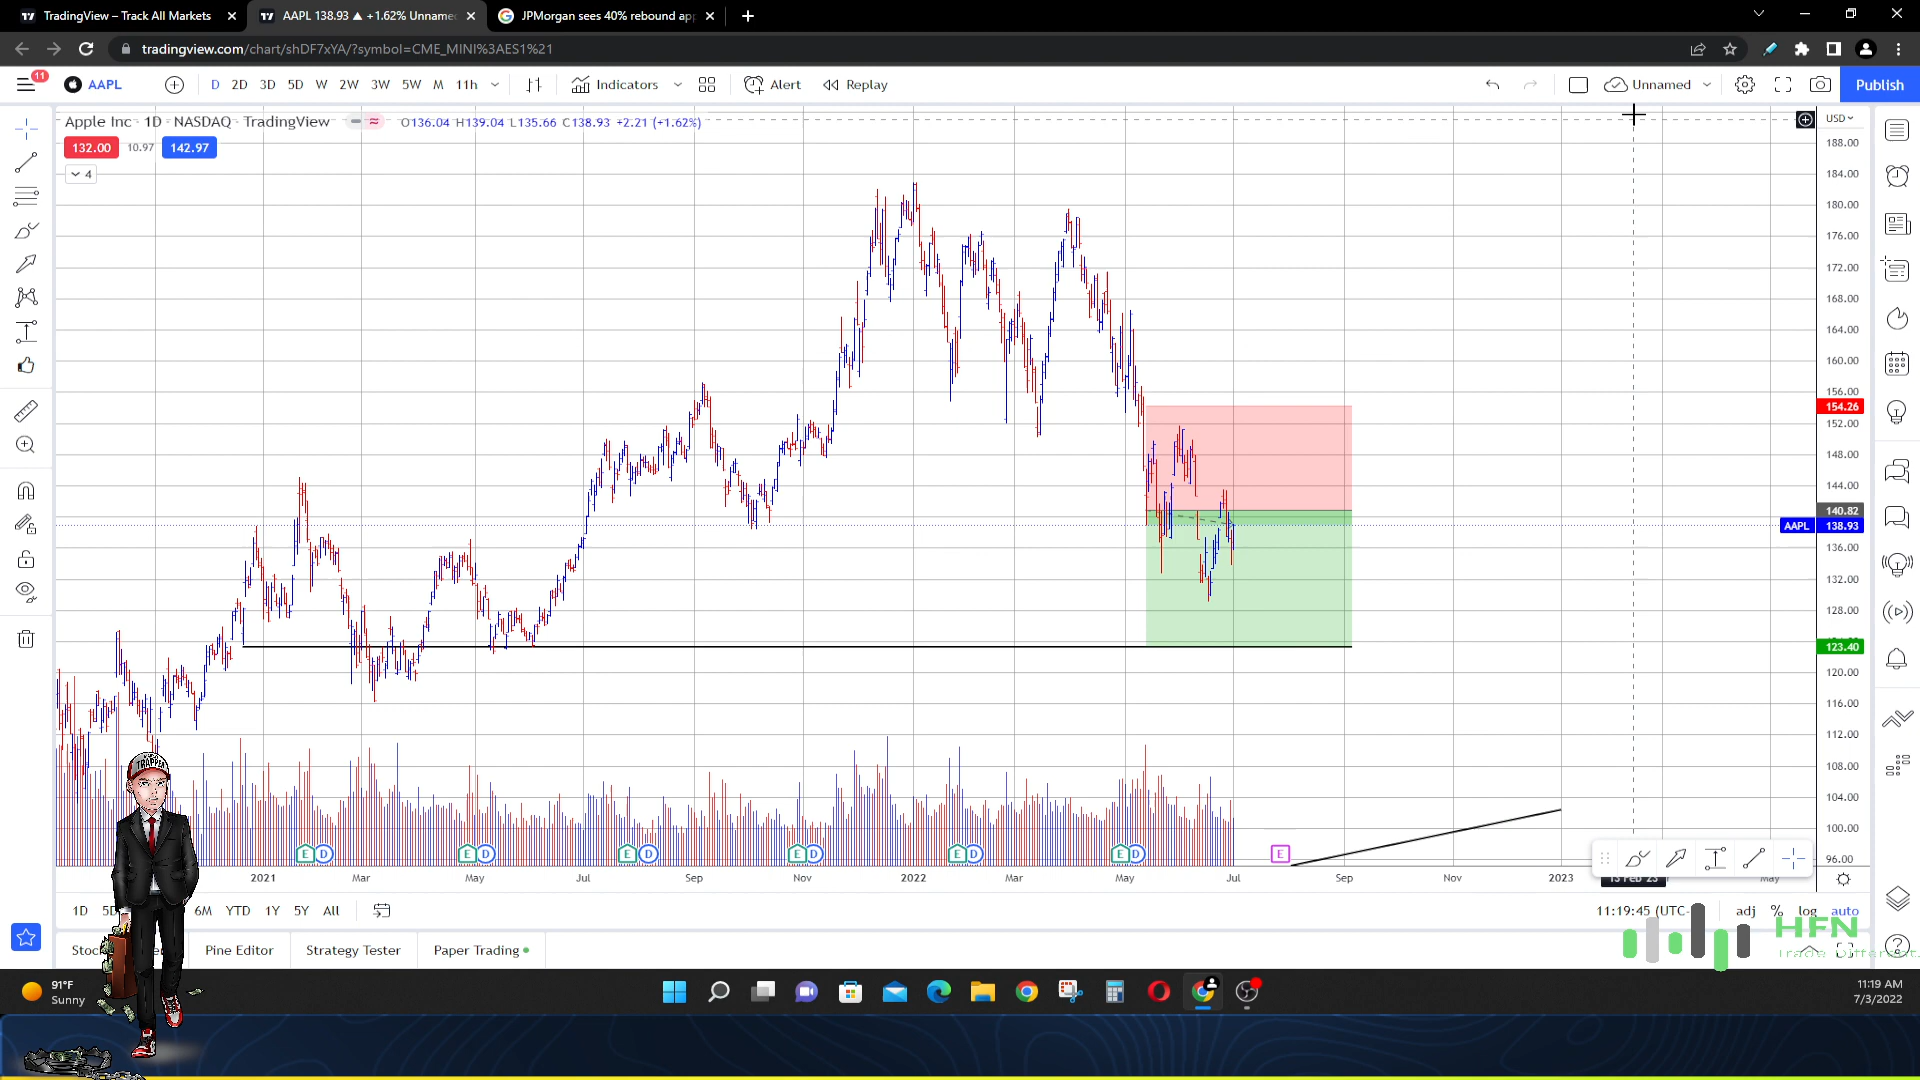 TradingView – Track All Markets
AAPL 138.93 ▲ +1.62% Unname
JPMorgan sees 40% rebound ap
tradingview.com/chart/shDF7xYA/?symbol=CME_MINI%3AES1%21
11
AAPL
D 2D 3D 5D W 2W 3W 5W M 11h
Indicators
Alert
Replay
Unnamed
Publish
Apple Inc · 1D · NASDAQ · TradingView
O136.04 H139.04 L135.66 C138.93 +2.21 (+1.62%)
132.00 10.97 142.97
4
USD
188.00
184.00
180.00
176.00
172.00
168.00
164.00
160.00
156.00
154.26
152.00
148.00
144.00
140.82
AAPL 138.93
136.00
132.00
128.00
123.40
120.00
116.00
112.00
108.00
104.00
100.00
96.00
TRAPPER
E D E D E D E D E D E D E
2021 Mar May Jul Sep Nov 2022 Mar May Jul Sep Nov 2023 13 Feb 23 May
1D 6M YTD 1Y 5Y All
11:19:45 (UTC- adj % log auto
Pine Editor Strategy Tester Paper Trading
HFN
Trade Different.
91°F
Sunny
11:19 AM
7/3/2022